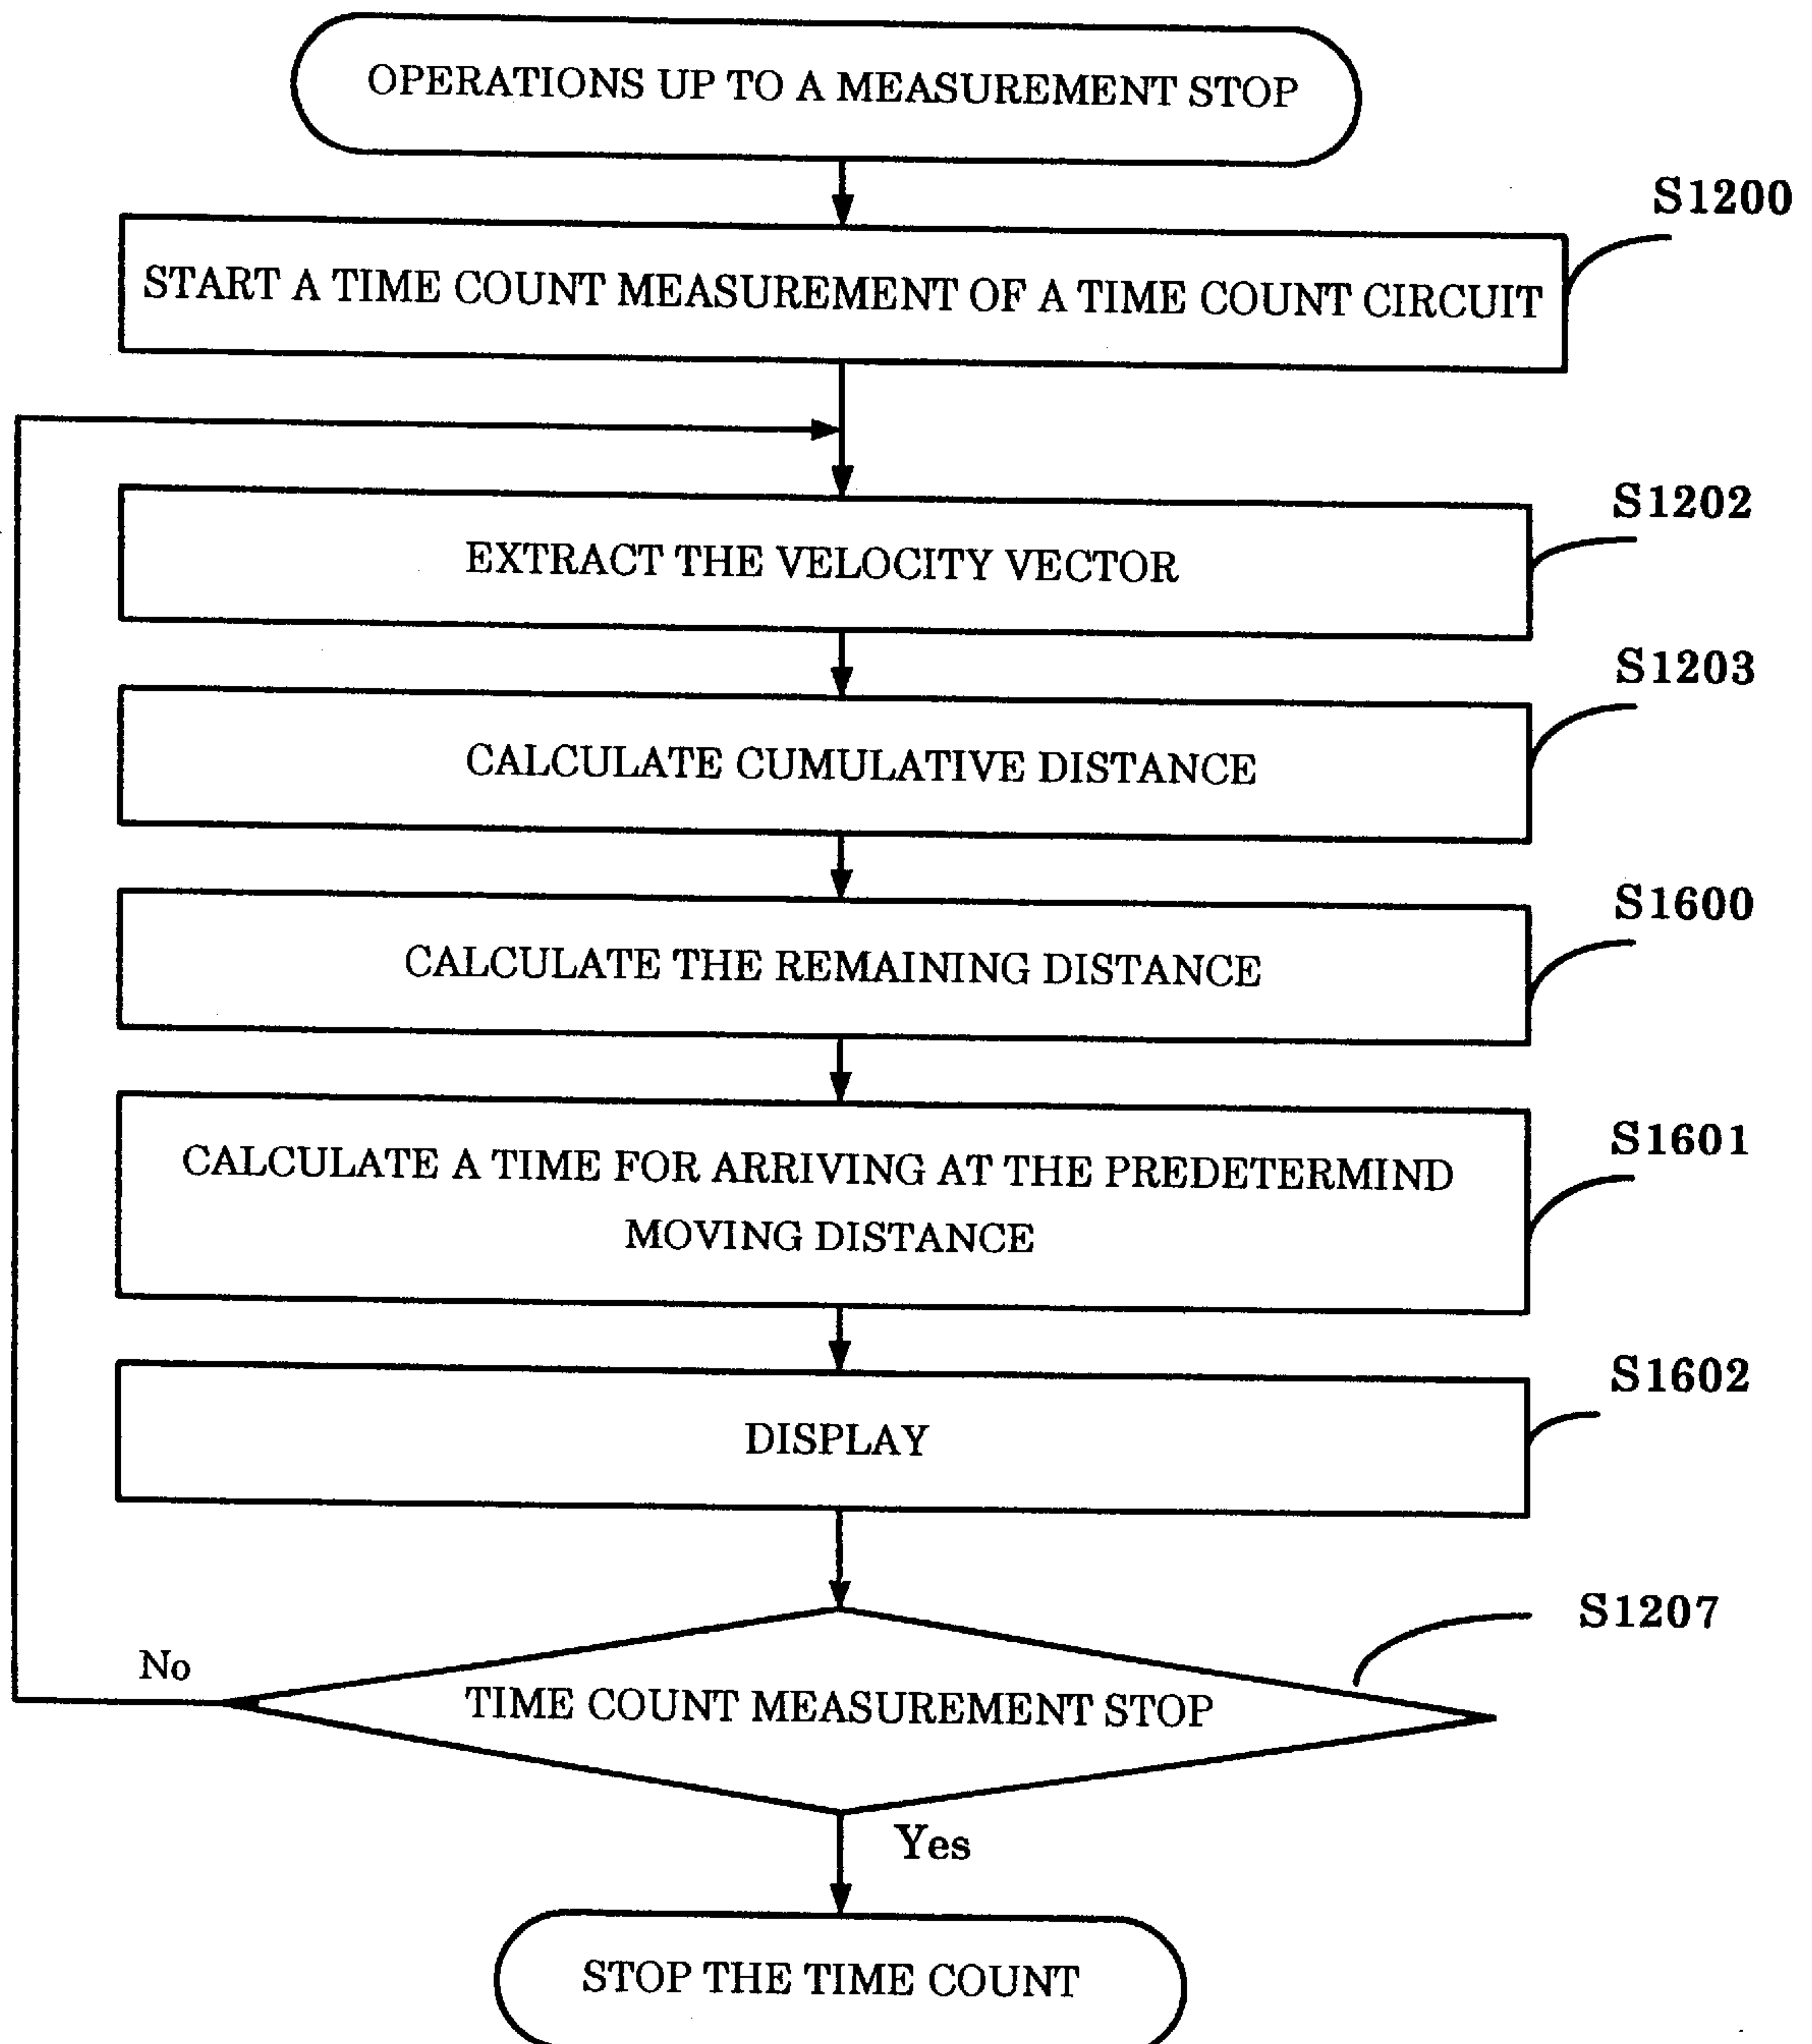 OPERATIONS UP TO A MEASUREMENT STOP
S1200
START A TIME COUNT MEASUREMENT OF A TIME COUNT CIRCUIT
S1202
EXTRACT THE VELOCITY VECTOR
S1203
CALCULATE CUMULATIVE DISTANCE
S1600
CALCULATE THE REMAINING DISTANCE
S1601
CALCULATE A TIME FOR ARRIVING AT THE PREDETERMIND
MOVING DISTANCE
S1602
DISPLAY
S1207
No
TIME COUNT MEASUREMENT STOP
Yes
STOP THE TIME COUNT